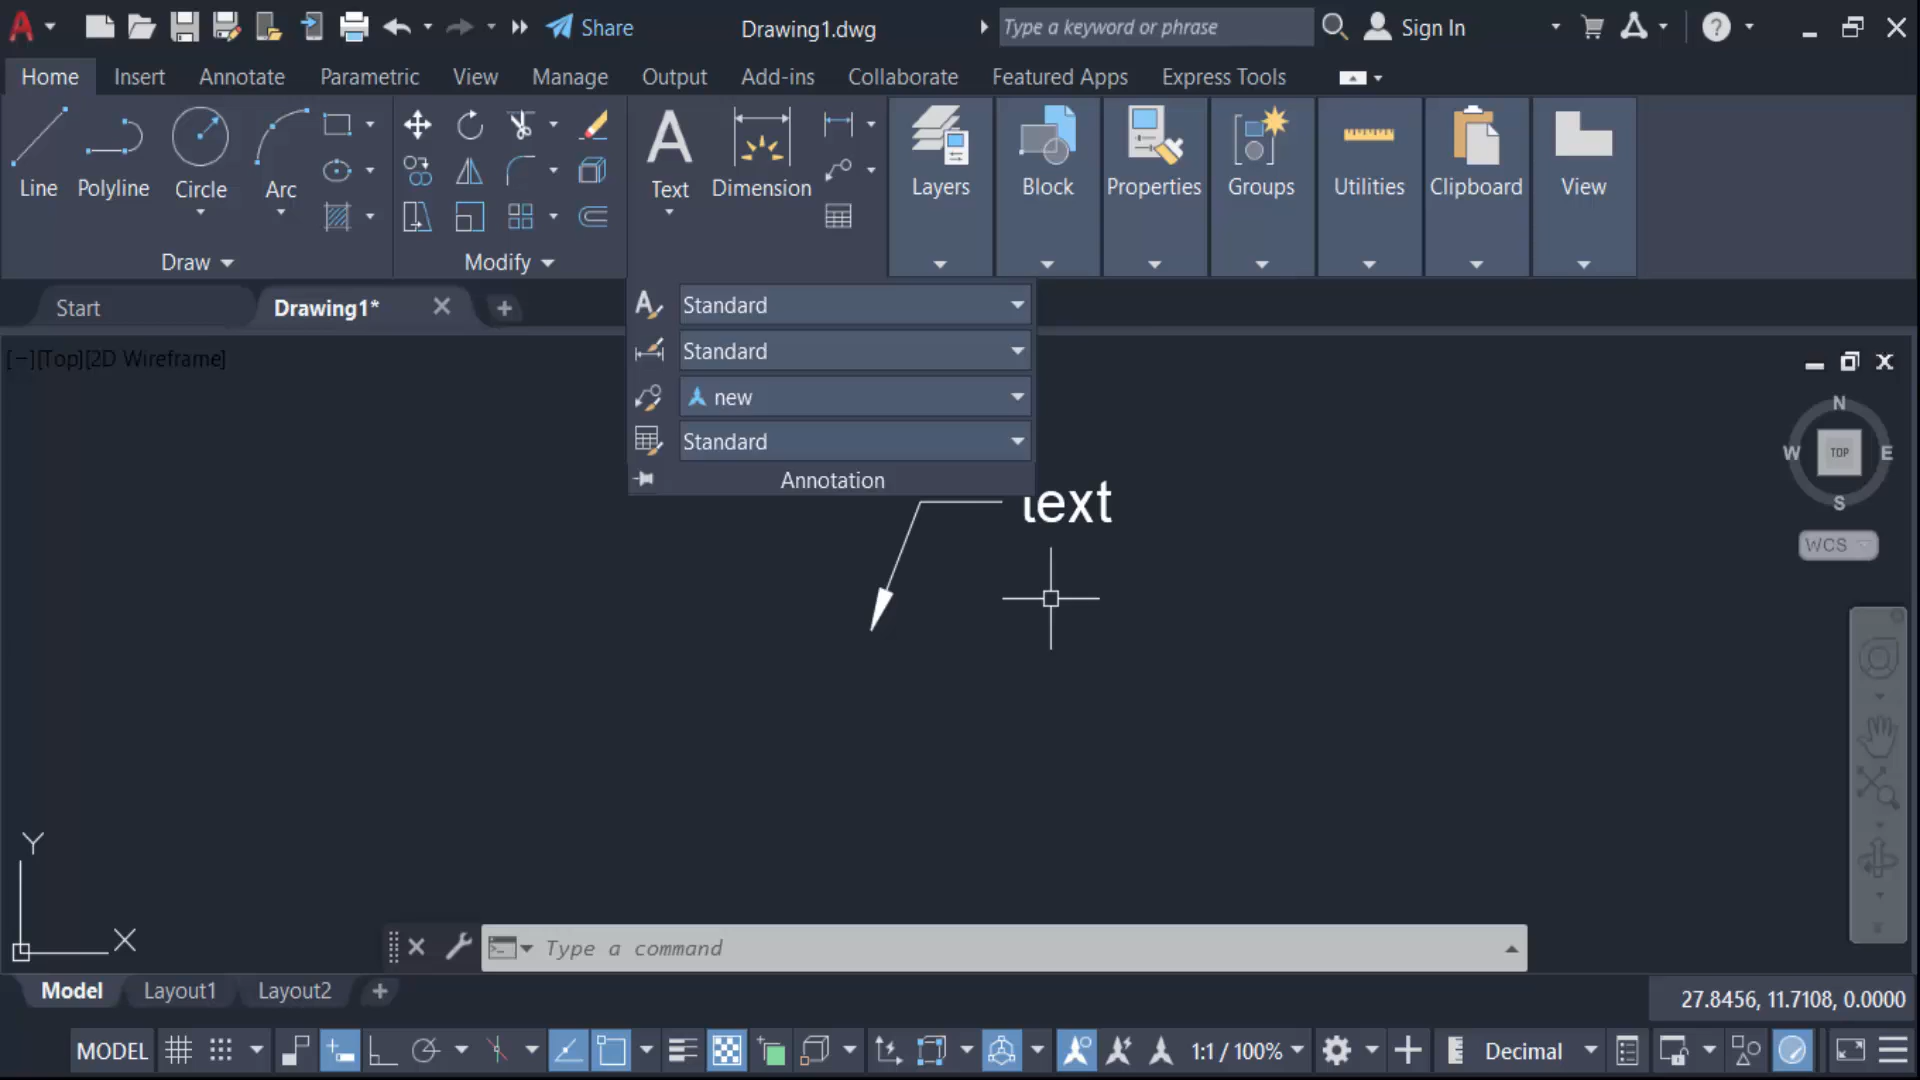 A Share Drawing1.dwg Type a keyword or phrase Sign In
Home Insert Annotate Parametric View Manage Output Add-ins Collaborate Featured Apps Express Tools
Line Polyline Circle Arc A Text Dimension Layers Block Properties Groups Utilities Clipboard View
Draw Modify
Start Drawing1*
[−][Top][2D Wireframe]
Standard
Standard
new
Standard
Annotation
text
N
W TOP E
S
WCS
Y
X
Type a command
Model Layout1 Layout2
27.8456, 11.7108, 0.0000
MODEL 1:1 / 100% Decimal